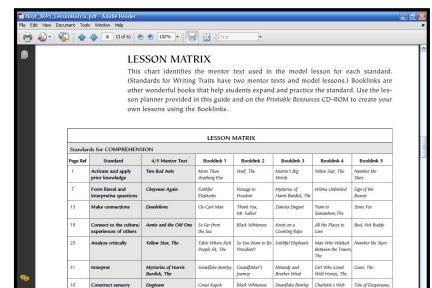 Hoyt_IR45_LessonMatrix.pdf - Adobe Reader
File Edit View Document Tools Window Help
(3 of 6) 102% Find
LESSON MATRIX
This chart identifies the mentor text used in the model lesson for each standard.
(Standards for Writing Traits have two mentor texts and model lessons.) Booklinks are
other wonderful books that help students expand and practice the standard. Use the les-
son planner provided in this guide and on the Printable Resources CD-ROM to create your
own lessons using the Booklinks.
LESSON MATRIX
Standards for COMPREHENSION
Page Ref Standard 4/5 Mentor Text Booklink 1 Booklink 2 Booklink 3 Booklink 4 Booklink 5
1 Activate and apply Two Bad Ants More Than Wall, The Martin's Big Yellow Star, The Number the
prior knowledge Anything Else Words Stars
7 Form literal and Cheyenne Again Faithful Passage to Mysteries of Wilma Unlimited Sign of the
interpretive questions Elephants Freedom Harris Burdick, The Beaver
13 Make connections Dandelions On-Cart Man Thank You, Dakota Dugout Train to Stone Fox
Mr. Falker Somewhere, The
19 Connect to the culture/ Annie and the Old One So Far from Black Whiteness Knots on a All the Places to Bud, Not Buddy
experiences of others the Sea Counting Rope Love
25 Analyze critically Yellow Star, The Table Where Rich So You Want to Be Faithful Elephants Man Who Walked Number the Stars
People Sit, The President? Between the Towers,
The
31 Interpret Mysteries of Harris Snowflake Bentley Grandfather's Miranda and Girl Who Loved Giver, The
Burdick, The Journey Brother Wind Wild Horses, The
35 Construct sensory Dogteam Great Kapok Black Whiteness Snowflake Bentley Charlotte's Web Tale of Despereaux,